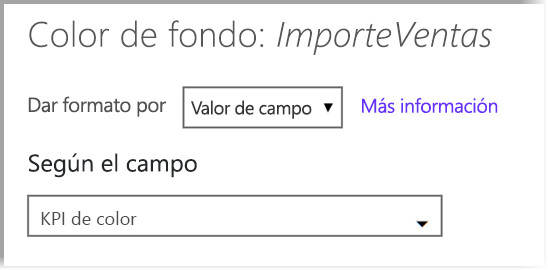 Color de fondo: ImporteVentas
Dar formato por Valor de campo Más información
Según el campo
KPI de color